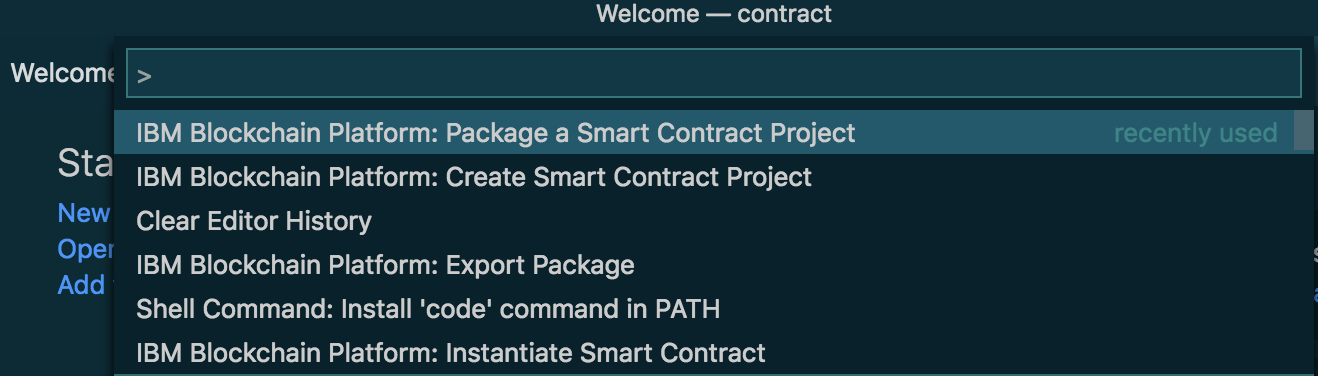 Welcome — contract
Welcome
>
IBM Blockchain Platform: Package a Smart Contract Project recently used
IBM Blockchain Platform: Create Smart Contract Project
Clear Editor History
IBM Blockchain Platform: Export Package
Shell Command: Install 'code' command in PATH
IBM Blockchain Platform: Instantiate Smart Contract
Sta
New
Open
Add